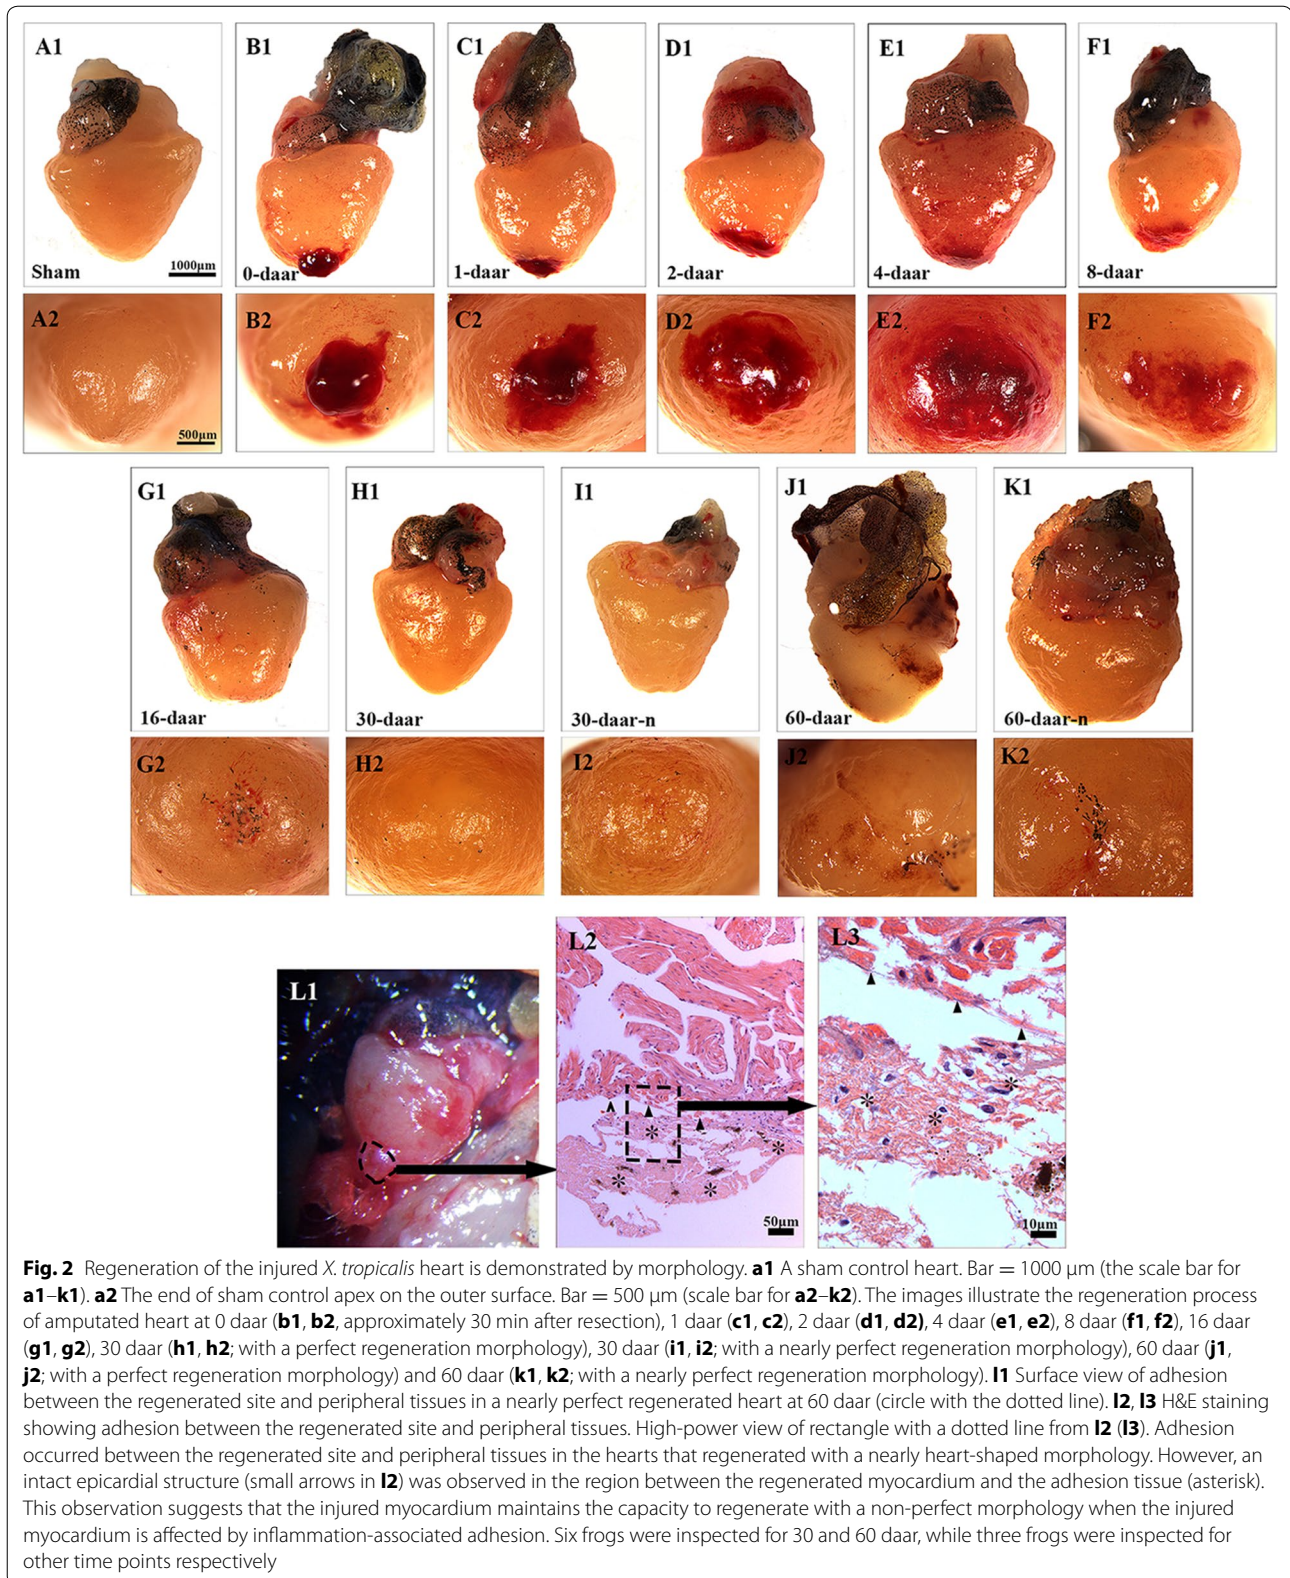 A1 B1 C1 D1 E1 F1
Sham 1000µm 0-daar 1-daar 2-daar 4-daar 8-daar
A2 B2 C2 D2 E2 F2
500µm
G1 H1 I1 J1 K1
16-daar 30-daar 30-daar-n 60-daar 60-daar-n
G2 H2 I2 J2 K2
L1 L2 L3
* * * * * * *
50µm 10µm
Fig. 2 Regeneration of the injured X. tropicalis heart is demonstrated by morphology. a1 A sham control heart. Bar = 1000 µm (the scale bar for
a1–k1). a2 The end of sham control apex on the outer surface. Bar = 500 µm (scale bar for a2–k2). The images illustrate the regeneration process
of amputated heart at 0 daar (b1, b2, approximately 30 min after resection), 1 daar (c1, c2), 2 daar (d1, d2), 4 daar (e1, e2), 8 daar (f1, f2), 16 daar
(g1, g2), 30 daar (h1, h2; with a perfect regeneration morphology), 30 daar (i1, i2; with a nearly perfect regeneration morphology), 60 daar (j1,
j2; with a perfect regeneration morphology) and 60 daar (k1, k2; with a nearly perfect regeneration morphology). l1 Surface view of adhesion
between the regenerated site and peripheral tissues in a nearly perfect regenerated heart at 60 daar (circle with the dotted line). l2, l3 H&E staining
showing adhesion between the regenerated site and peripheral tissues. High-power view of rectangle with a dotted line from l2 (l3). Adhesion
occurred between the regenerated site and peripheral tissues in the hearts that regenerated with a nearly heart-shaped morphology. However, an
intact epicardial structure (small arrows in l2) was observed in the region between the regenerated myocardium and the adhesion tissue (asterisk).
This observation suggests that the injured myocardium maintains the capacity to regenerate with a non-perfect morphology when the injured
myocardium is affected by inflammation-associated adhesion. Six frogs were inspected for 30 and 60 daar, while three frogs were inspected for
other time points respectively